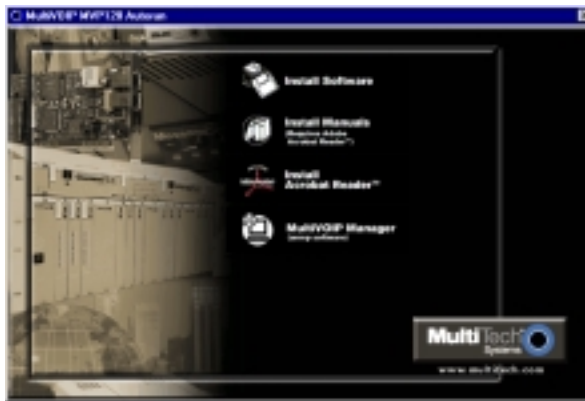 MultiVOIP MVP120 Autorun
Install Software
Install Manuals
(Requires Adobe
Acrobat Reader™)
Install
Acrobat Reader™
MultiVOIP Manager
MultiTech
Systems
www.multitech.com